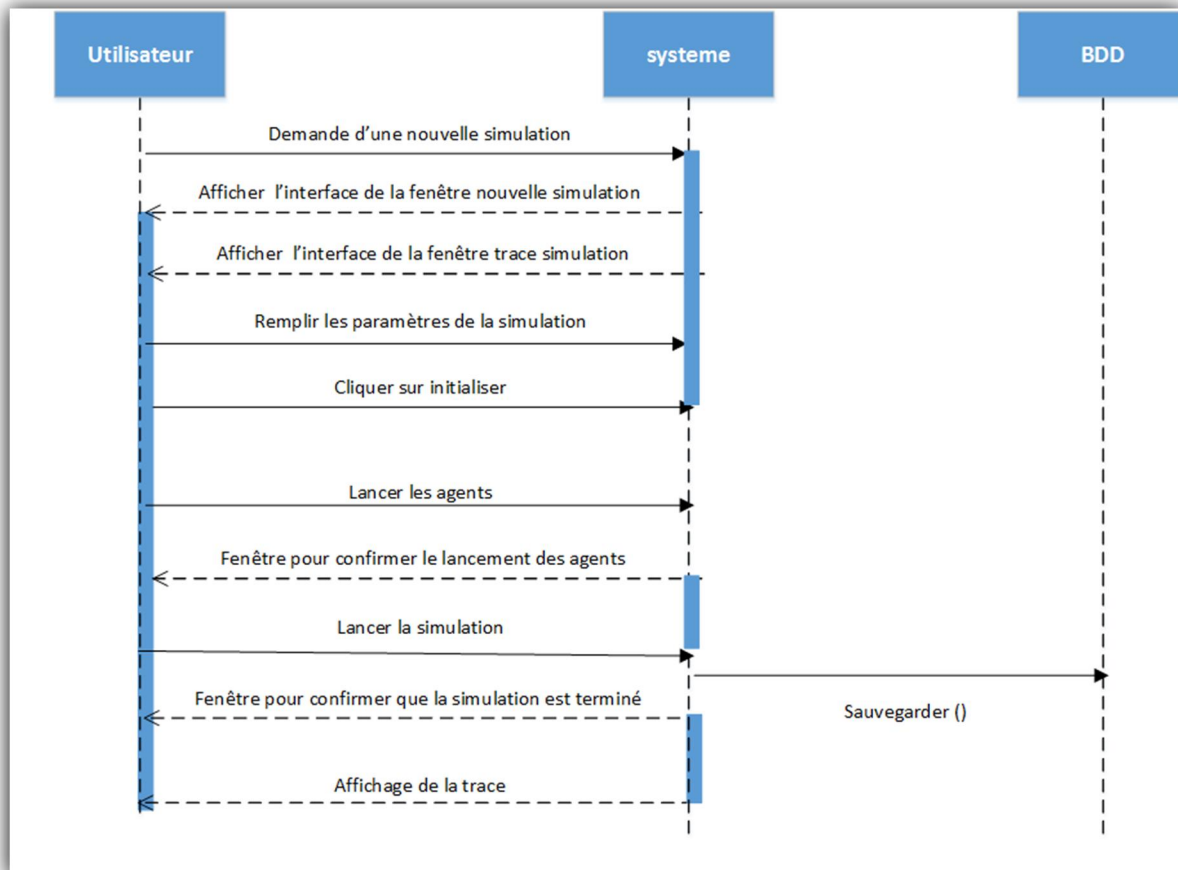 Utilisateur
systeme
BDD
Demande d'une nouvelle simulation
Afficher l'interface de la fenêtre nouvelle simulation
Afficher l'interface de la fenêtre trace simulation
Remplir les paramètres de la simulation
Cliquer sur initialiser
Lancer les agents
Fenêtre pour confirmer le lancement des agents
Lancer la simulation
Fenêtre pour confirmer que la simulation est terminé
Sauvegarder ()
Affichage de la trace